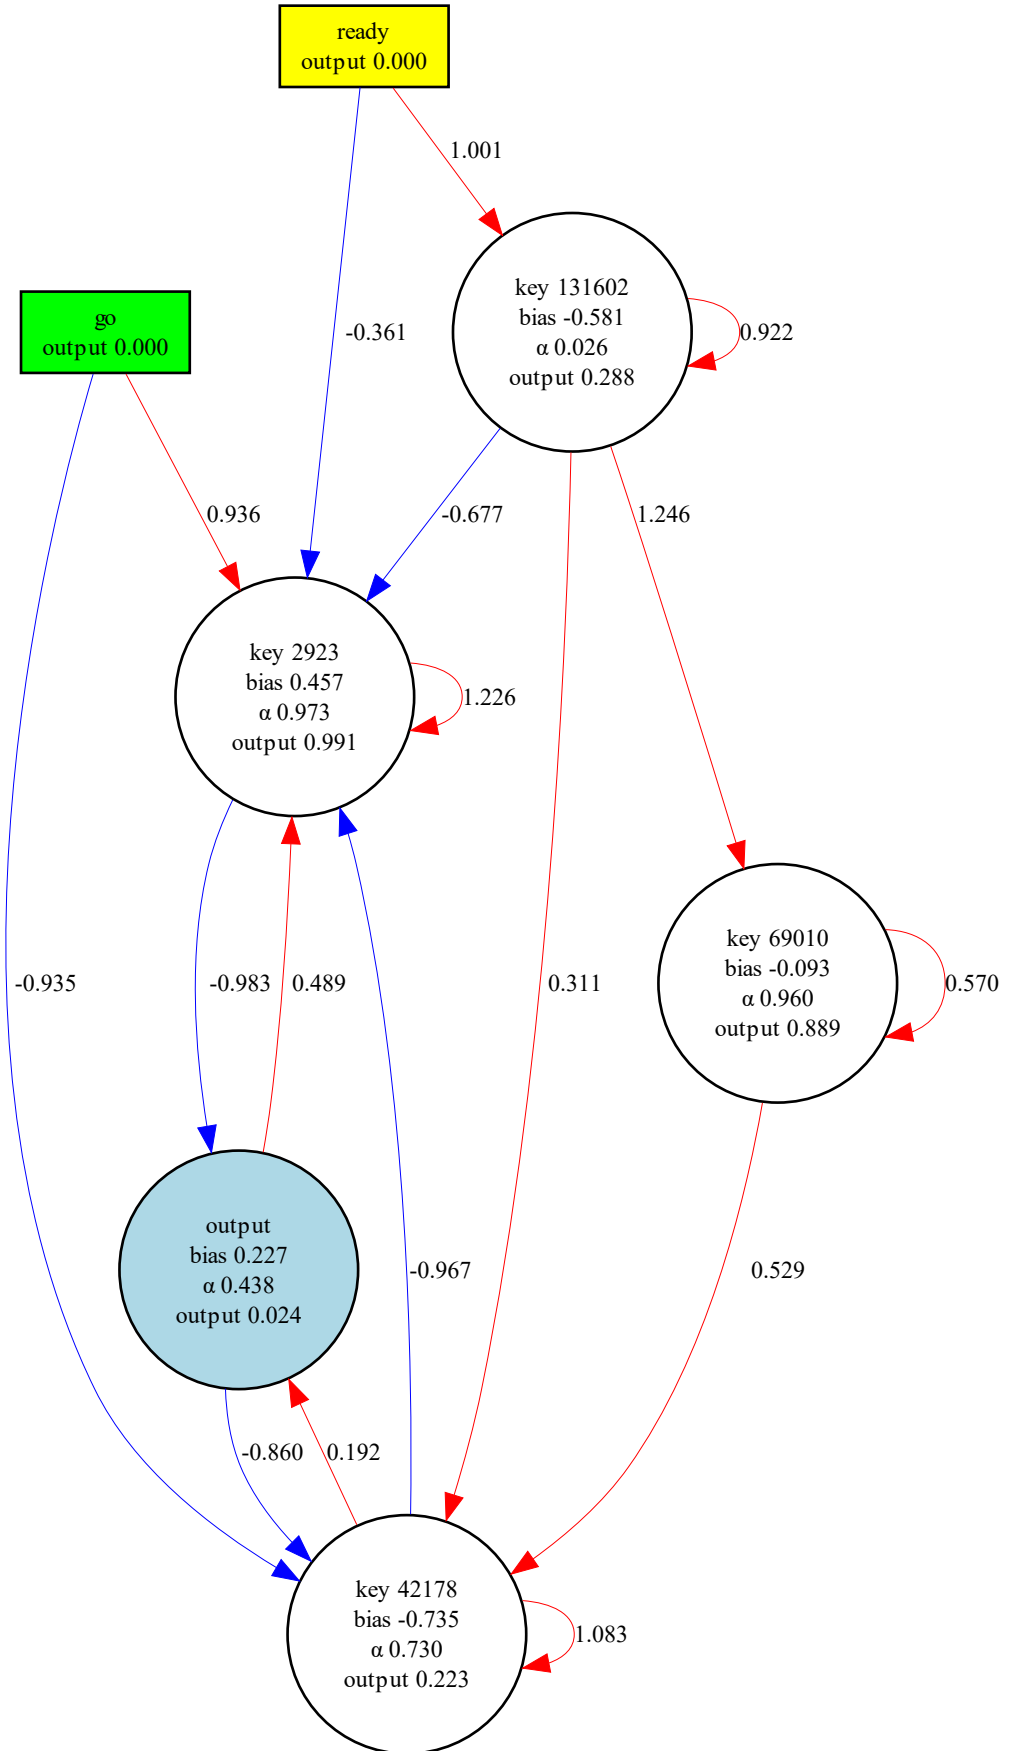 ready
output 0.000
1.001
key 131602
bias -0.581
α 0.026
output 0.288
0.922
go
output 0.000
-0.361
0.936
-0.677
1.246
key 2923
bias 0.457
α 0.973
output 0.991
1.226
key 69010
bias -0.093
α 0.960
output 0.889
0.570
-0.935
-0.983
0.489
0.311
output
bias 0.227
α 0.438
output 0.024
-0.967
0.529
-0.860
0.192
key 42178
bias -0.735
α 0.730
output 0.223
1.083